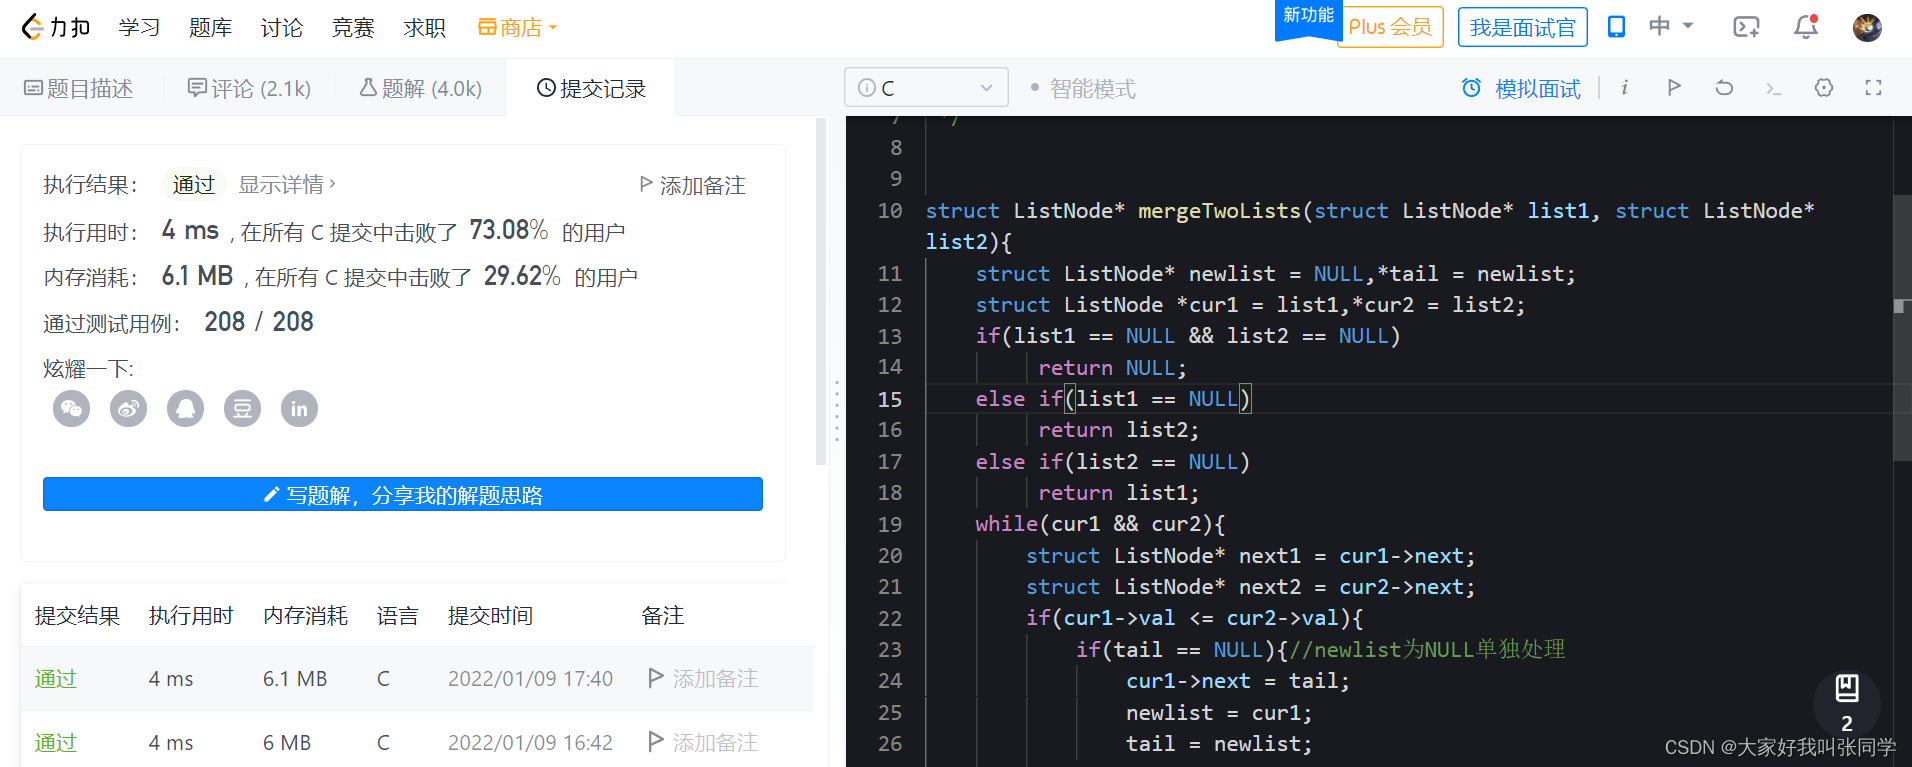 力扣 学习 题库 讨论 竞赛 求职 商店 新功能 Plus 会员 我是面试官 中
题目描述 评论 (2.1k) 题解 (4.0k) 提交记录
执行结果： 通过 显示详情 › 添加备注
执行用时： 4 ms , 在所有 C 提交中击败了 73.08% 的用户
内存消耗： 6.1 MB , 在所有 C 提交中击败了 29.62% 的用户
通过测试用例： 208 / 208
炫耀一下:
豆 in
写题解，分享我的解题思路
提交结果 执行用时 内存消耗 语言 提交时间 备注
通过 4 ms 6.1 MB C 2022/01/09 17:40 添加备注
通过 4 ms 6 MB C 2022/01/09 16:42 添加备注
C 智能模式 模拟面试 i
7 */
8
9
10 struct ListNode* mergeTwoLists(struct ListNode* list1, struct ListNode*
list2){
11 struct ListNode* newlist = NULL,*tail = newlist;
12 struct ListNode *cur1 = list1,*cur2 = list2;
13 if(list1 == NULL && list2 == NULL)
14 return NULL;
15 else if(list1 == NULL)
16 return list2;
17 else if(list2 == NULL)
18 return list1;
19 while(cur1 && cur2){
20 struct ListNode* next1 = cur1->next;
21 struct ListNode* next2 = cur2->next;
22 if(cur1->val <= cur2->val){
23 if(tail == NULL){//newlist为NULL单独处理
24 cur1->next = tail;
25 newlist = cur1;
26 tail = newlist;
2
CSDN @大家好我叫张同学